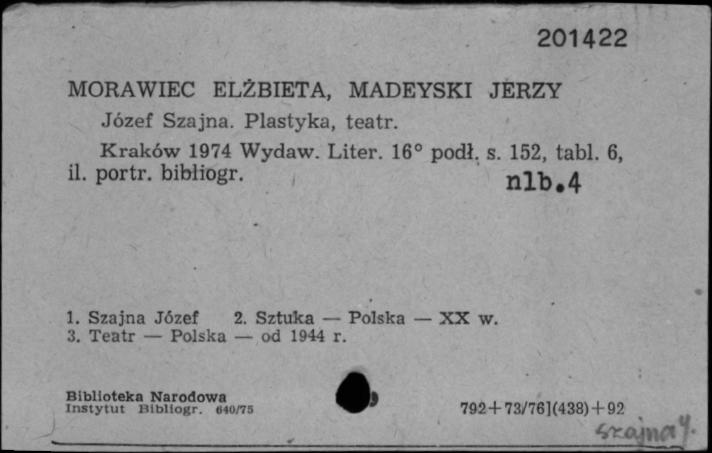 201422
MORAWIEC ELŻBIETA, MADEYSKI JERZY
Józef Szajna. Plastyka, teatr.
Kraków 1974 Wydaw. Liter. 16° podł. s. 152, tabl. 6,
il. portr. bibliogr.
nlb.4
1. Szajna Józef 2. Sztuka — Polska — XX w.
3. Teatr — Polska — od 1944 r.
Biblioteka Narodowa
Instytut Bibliogr. 640/75
792+73/76](438)+92
Szajna J.